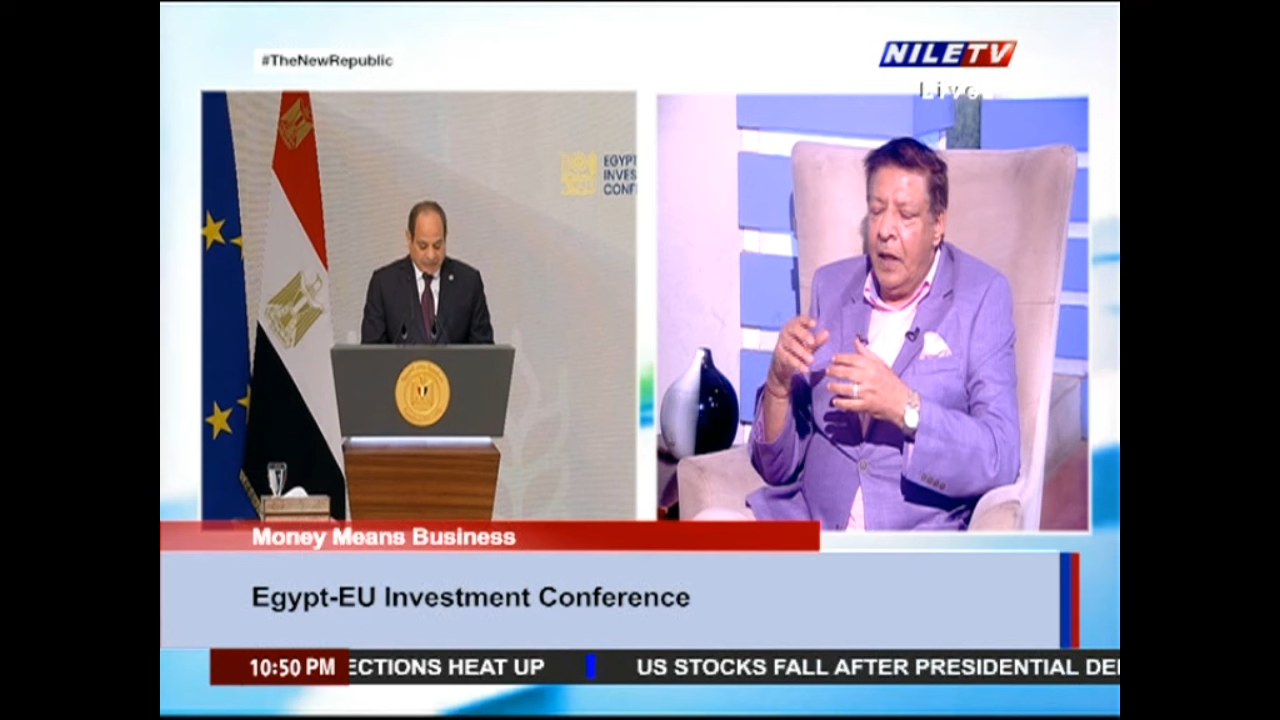 #TheNewRepublic
NILETV
Live
EGYPT
INVES
CONF
Money Means Business
Egypt-EU Investment Conference
10:50 PM ECTIONS HEAT UP US STOCKS FALL AFTER PRESIDENTIAL DE